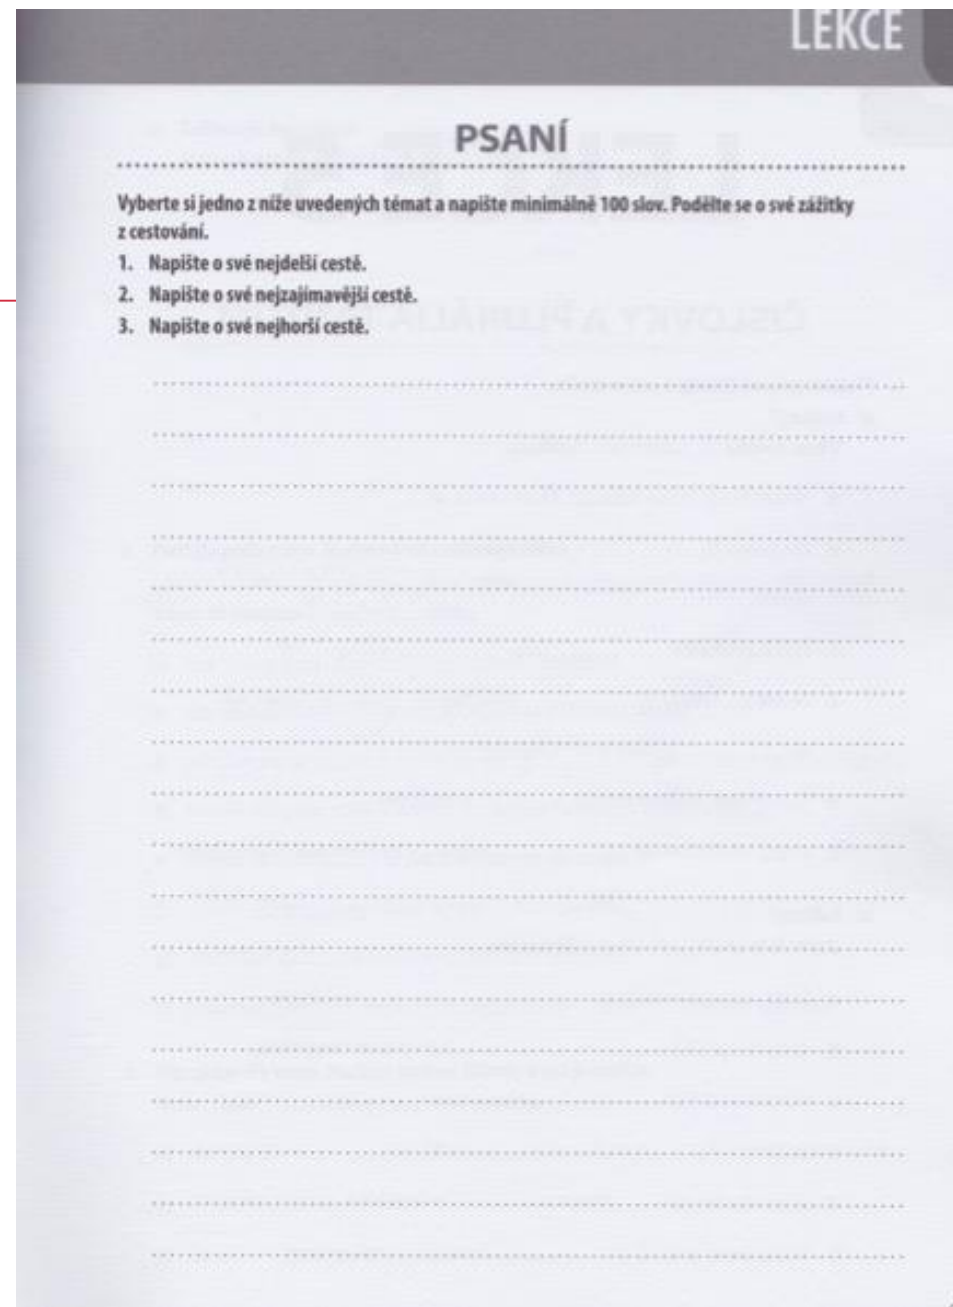 LEKCE
PSANÍ
Vyberte si jedno z níže uvedených témat a napište minimálně 100 slov. Podělte se o své zážitky
z cestování.
1. Napište o své nejdelší cestě.
2. Napište o své nejzajímavější cestě.
3. Napište o své nejhorší cestě.